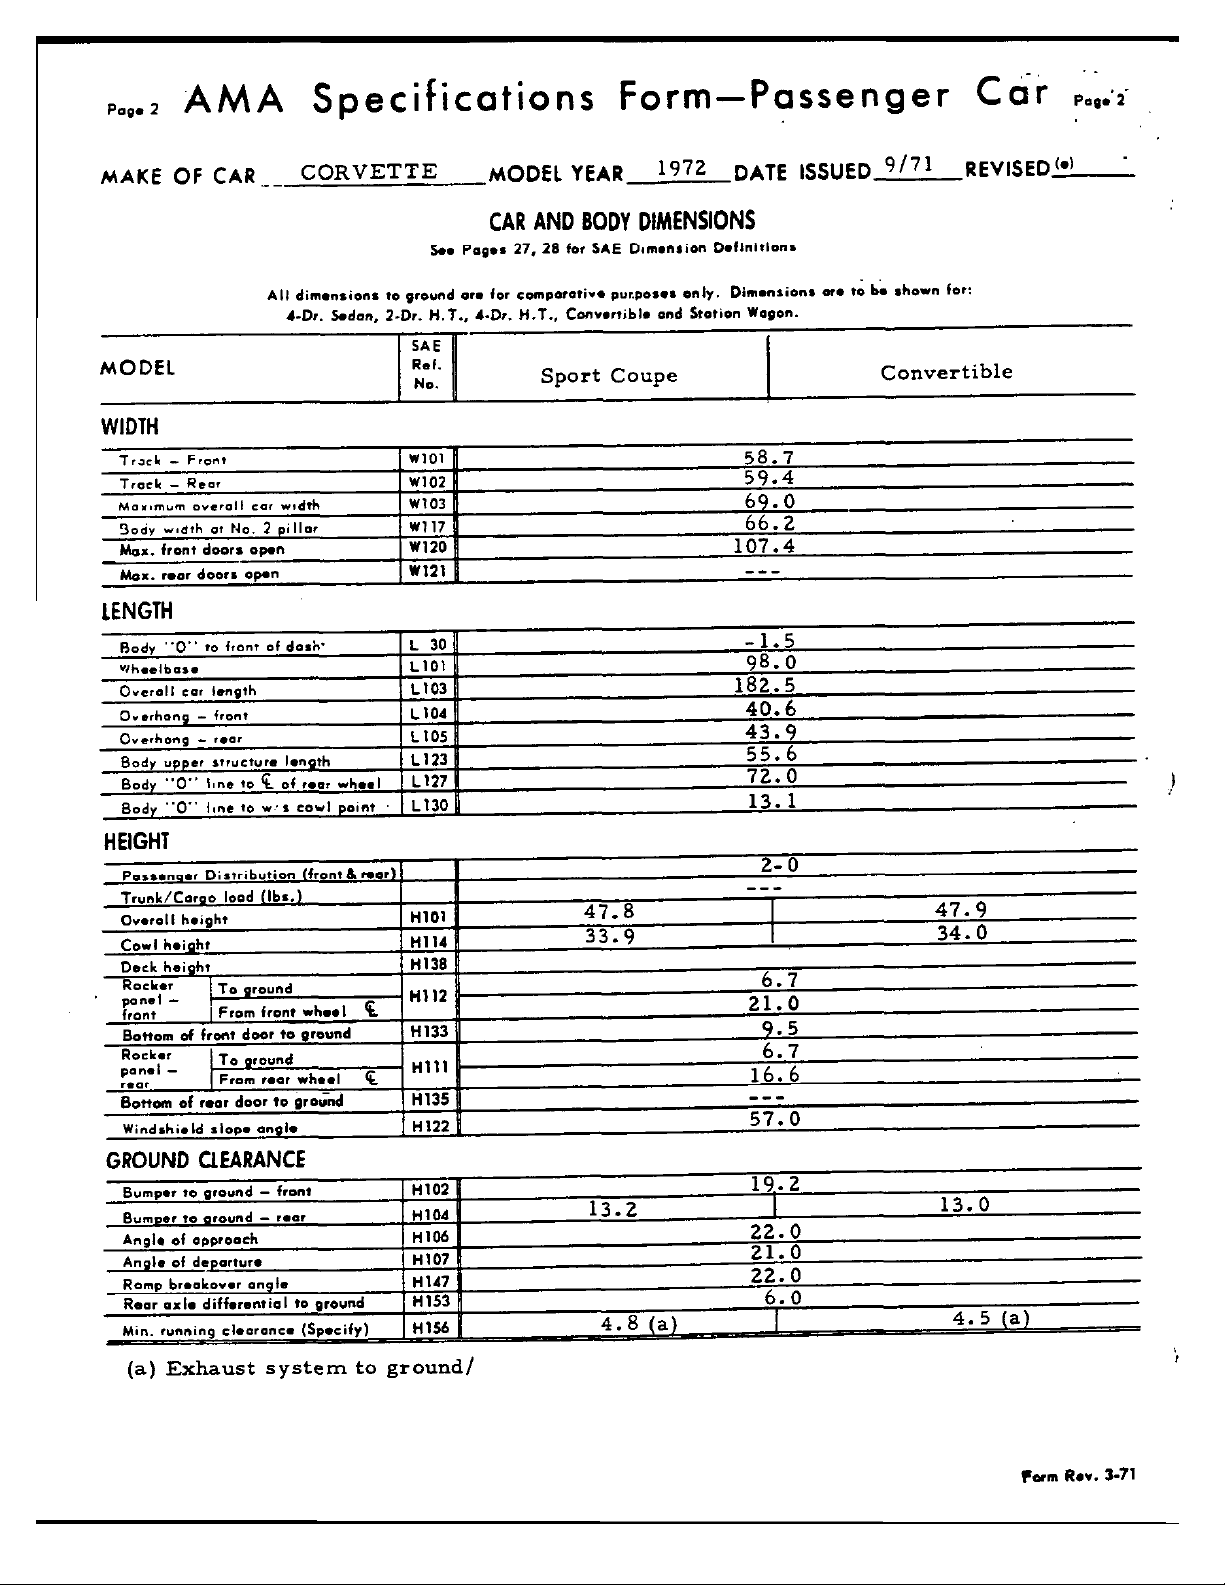 Page 2 AMA Specifications Form—Passenger Car Page 2
MAKE OF CAR CORVETTE MODEL YEAR 1972 DATE ISSUED 9/71 REVISED(•)
CAR AND BODY DIMENSIONS
See Pages 27, 28 for SAE Dimension Definitions
All dimensions to ground are for comparative purposes only. Dimensions are to be shown for:
4-Dr. Sedan, 2-Dr. H.T., 4-Dr. H.T., Convertible and Station Wagon.
MODEL SAE Ref. No. Sport Coupe Convertible
WIDTH
Track – Front W101 58.7
Track – Rear W102 59.4
Maximum overall car width W103 69.0
Body width at No. 2 pillar W117 66.2
Max. front doors open W120 107.4
Max. rear doors open W121 ---
LENGTH
Body "O" to front of dash L 30 -1.5
Wheelbase L101 98.0
Overall car length L103 182.5
Overhang – front L104 40.6
Overhang – rear L105 43.9
Body upper structure length L123 55.6
Body "O" line to ℄ of rear wheel L127 72.0
Body "O" line to w/s cowl point L130 13.1
HEIGHT
Passenger Distribution (front & rear) 2-0
Trunk/Cargo load (lbs.) ---
Overall height H101 47.8 47.9
Cowl height H114 33.9 34.0
Deck height H138
Rocker panel – front To ground H112 6.7
From front wheel ℄ 21.0
Bottom of front door to ground H133 9.5
Rocker panel – rear To ground H111 6.7
From rear wheel ℄ 16.6
Bottom of rear door to ground H135 ---
Windshield slope angle H122 57.0
GROUND CLEARANCE
Bumper to ground – front H102 19.2
Bumper to ground – rear H104 13.2 13.0
Angle of approach H106 22.0
Angle of departure H107 21.0
Ramp breakover angle H147 22.0
Rear axle differential to ground H153 6.0
Min. running clearance (Specify) H156 4.8 (a) 4.5 (a)
(a) Exhaust system to ground/
Form Rev. 3-71